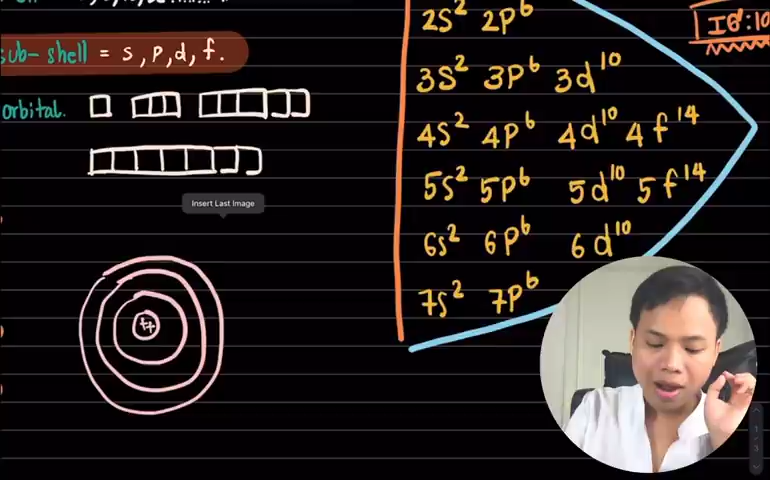 sub-shell = s, p, d, f.
orbital.
Insert Last Image
2s² 2p⁶
3s² 3p⁶ 3d¹⁰
4s² 4p⁶ 4d¹⁰ 4f¹⁴
5s² 5p⁶ 5d¹⁰ 5f¹⁴
6s² 6p⁶ 6d¹⁰
7s² 7p⁶